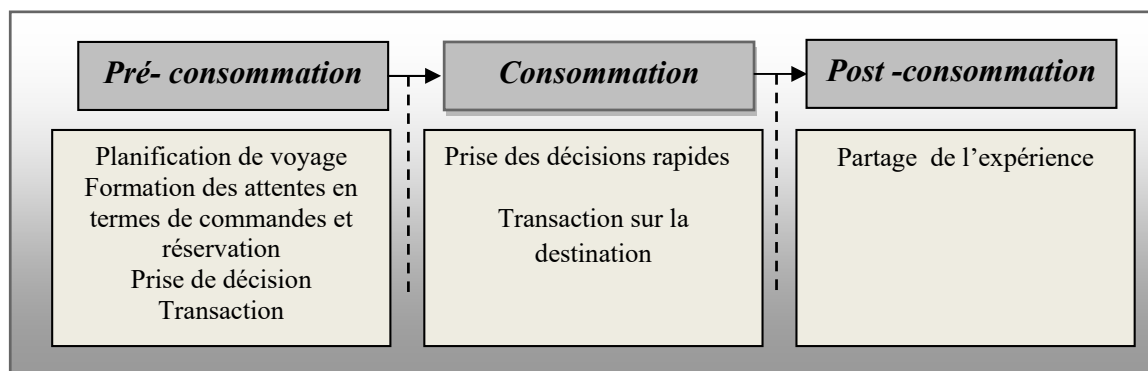 Pré- consommation
Consommation
Post -consommation
Planification de voyage
Formation des attentes en
termes de commandes et
réservation
Prise de décision
Transaction
Prise des décisions rapides
Transaction sur la
destination
Partage de l’expérience